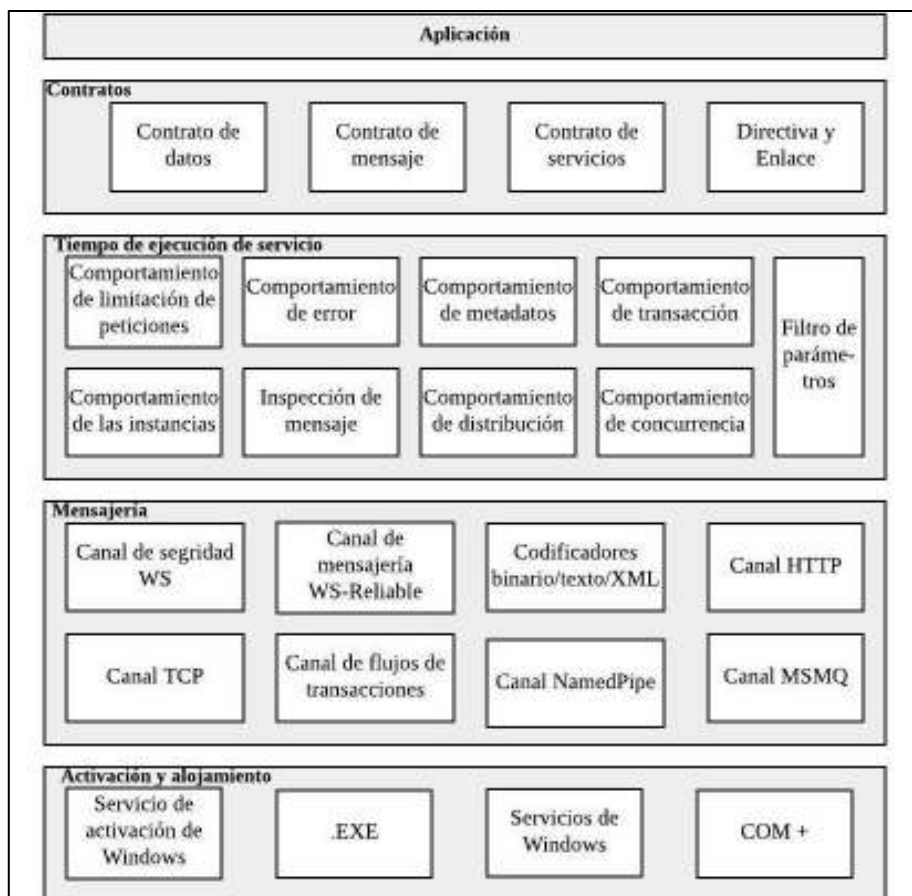 Aplicación
Contratos
Contrato de
datos
Contrato de
mensaje
Contrato de
servicios
Directiva y
Enlace
Tiempo de ejecución de servicio
Comportamiento
de limitación de
peticiones
Comportamiento
de error
Comportamiento
de metadatos
Comportamiento
de transacción
Filtro de
paráme-
tros
Comportamiento
de las instancias
Inspección de
mensaje
Comportamiento
de distribución
Comportamiento
de concurrencia
Mensajería
Canal de segridad
WS
Canal de
mensajería
WS-Reliable
Codificadores
binario/texto/XML
Canal HTTP
Canal TCP
Canal de flujos de
transacciones
Canal NamedPipe
Canal MSMQ
Activación y alojamiento
Servicio de
activación de
Windows
.EXE
Servicios de
Windows
COM +